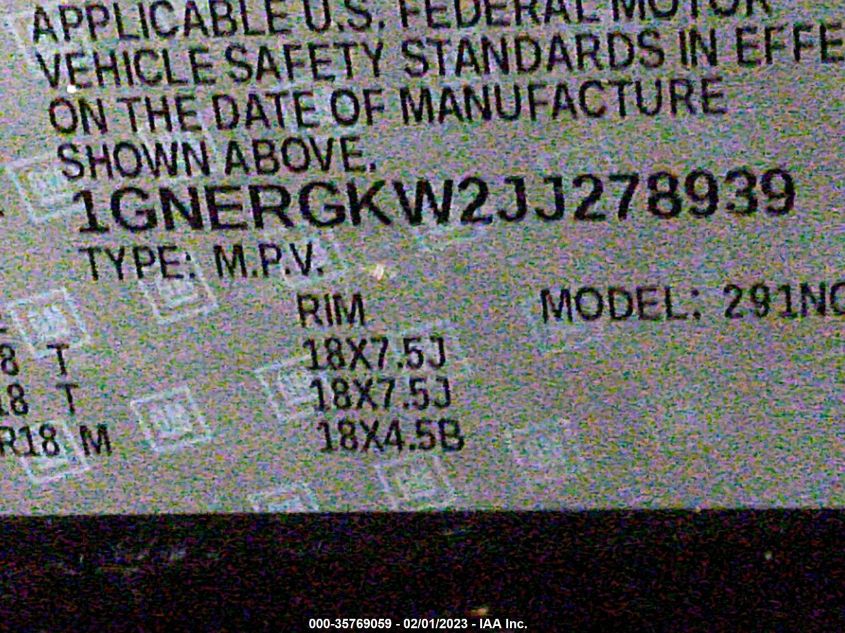 APPLICABLE U.S. FEDERAL MOTOR
VEHICLE SAFETY STANDARDS IN EFFE
ON THE DATE OF MANUFACTURE
SHOWN ABOVE.
1GNERGKW2JJ278939
TYPE: M.P.V.
RIM MODEL: 291NC
8 T 18X7.5J
18 T 18X7.5J
R18 M 18X4.5B
000-35769059 - 02/01/2023 - IAA Inc.